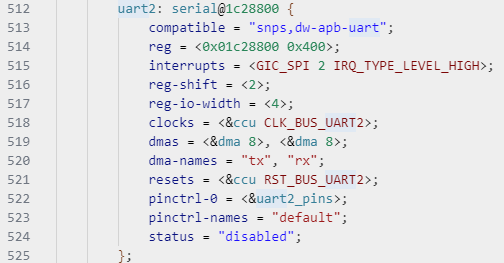 512 uart2: serial@1c28800 {
513 compatible = "snps,dw-apb-uart";
514 reg = <0x01c28800 0x400>;
515 interrupts = <GIC_SPI 2 IRQ_TYPE_LEVEL_HIGH>;
516 reg-shift = <2>;
517 reg-io-width = <4>;
518 clocks = <&ccu CLK_BUS_UART2>;
519 dmas = <&dma 8>, <&dma 8>;
520 dma-names = "tx", "rx";
521 resets = <&ccu RST_BUS_UART2>;
522 pinctrl-0 = <&uart2_pins>;
523 pinctrl-names = "default";
524 status = "disabled";
525 };